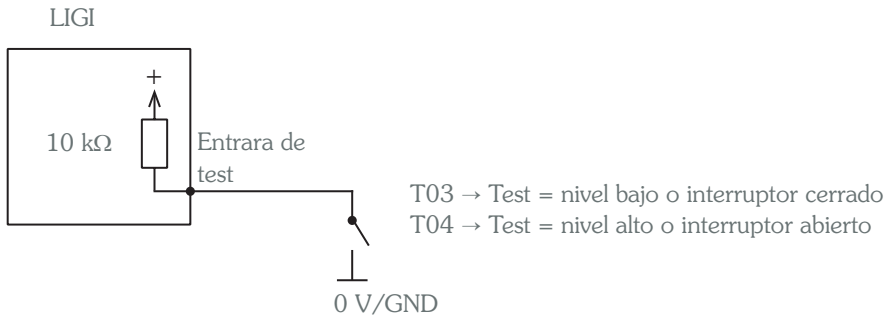 LIGI
+
10 kΩ
Entrara de
test
T03 → Test = nivel bajo o interruptor cerrado
T04 → Test = nivel alto o interruptor abierto
0 V/GND